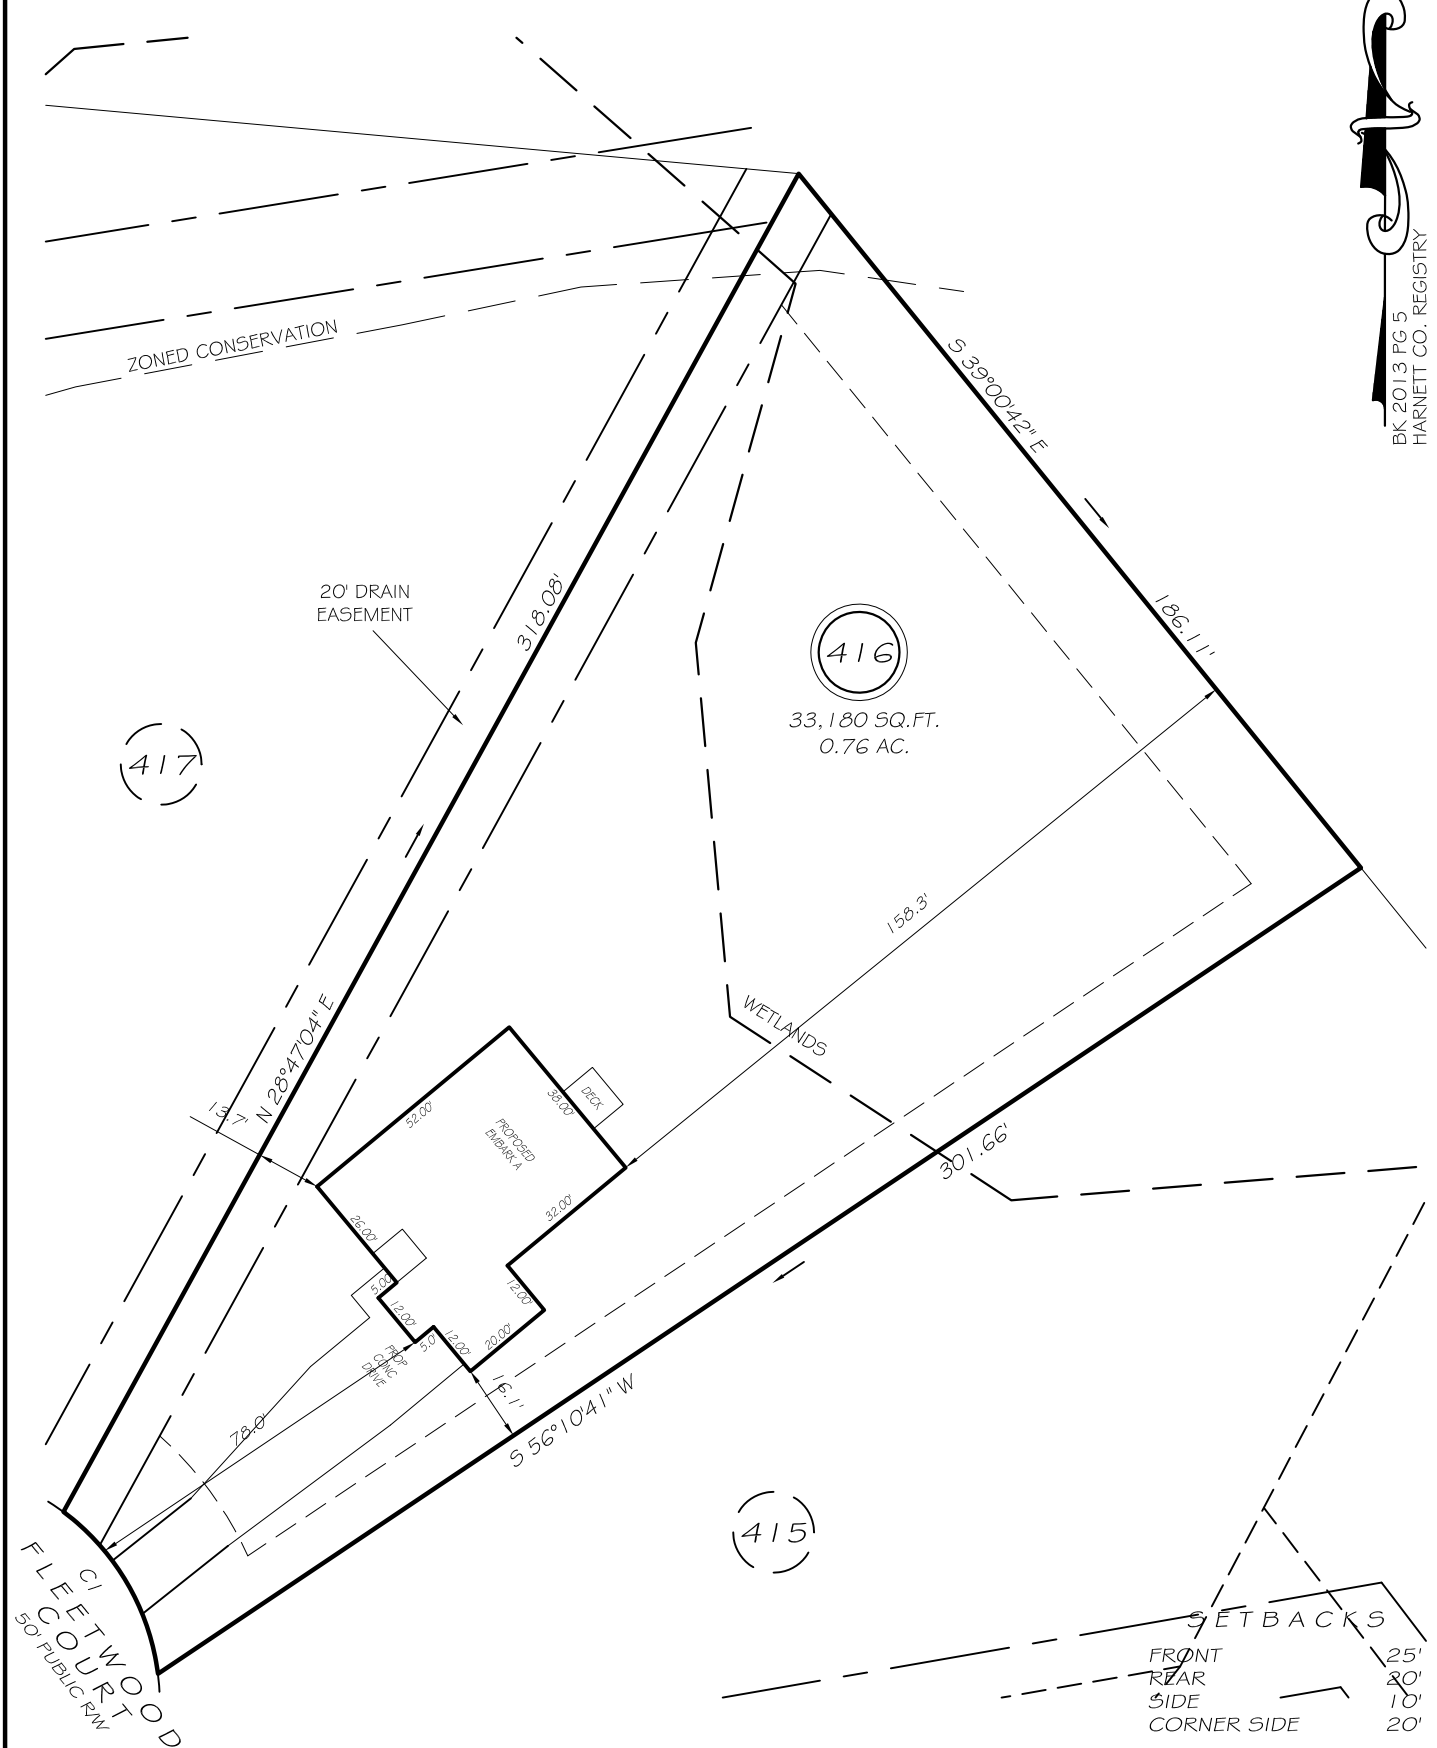 BK 2013 PG 5
HARNETT CO. REGISTRY
ZONED CONSERVATION
S 39°00'42" E
186.11'
20' DRAIN
EASEMENT
318.08'
416
33,180 SQ.FT.
0.76 AC.
417
158.3'
N 28°47'04" E
WETLANDS
13.7'
52.00'
38.00'
DECK
PROPOSED
EMBARK A
301.66'
26.00'
32.00'
5.00'
12.00'
12.00'
5.0'
12.00'
20.00'
PROP
CONC
DRIVE
16.1'
78.0'
S 56°10'41" W
415
C1
FLEETWOOD
COURT
50' PUBLIC R/W
SETBACKS
FRONT 25'
REAR 20'
SIDE 10'
CORNER SIDE 20'